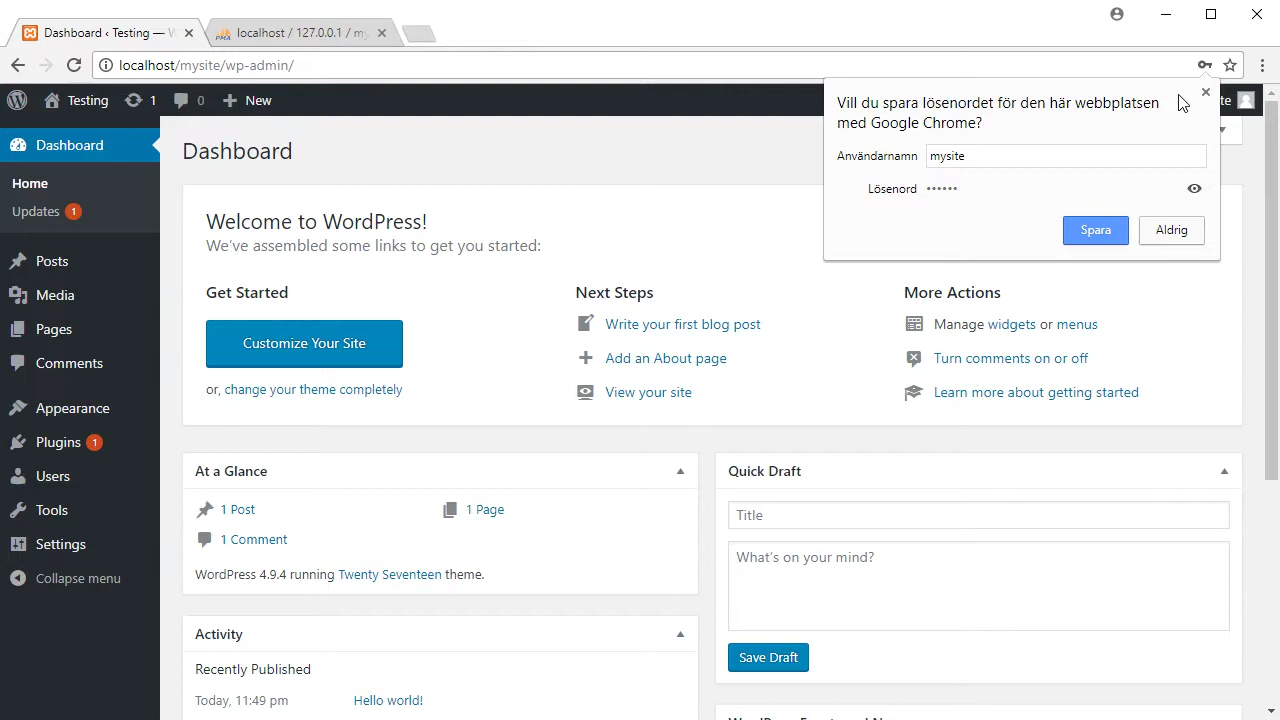 Dashboard ‹ Testing — W
localhost / 127.0.0.1 / my
localhost/mysite/wp-admin/
Testing
1
0
New
te
Vill du spara lösenordet för den här webbplatsen
med Google Chrome?
Användarnamn mysite
Lösenord ••••••
Spara Aldrig
Dashboard
Home
Updates 1
Posts
Media
Pages
Comments
Appearance
Plugins 1
Users
Tools
Settings
Collapse menu
Dashboard
Welcome to WordPress!
We've assembled some links to get you started:
Get Started
Customize Your Site
or, change your theme completely
Next Steps
Write your first blog post
Add an About page
View your site
More Actions
Manage widgets or menus
Turn comments on or off
Learn more about getting started
At a Glance
1 Post 1 Page
1 Comment
WordPress 4.9.4 running Twenty Seventeen theme.
Activity
Recently Published
Today, 11:49 pm Hello world!
Quick Draft
Title
What's on your mind?
Save Draft